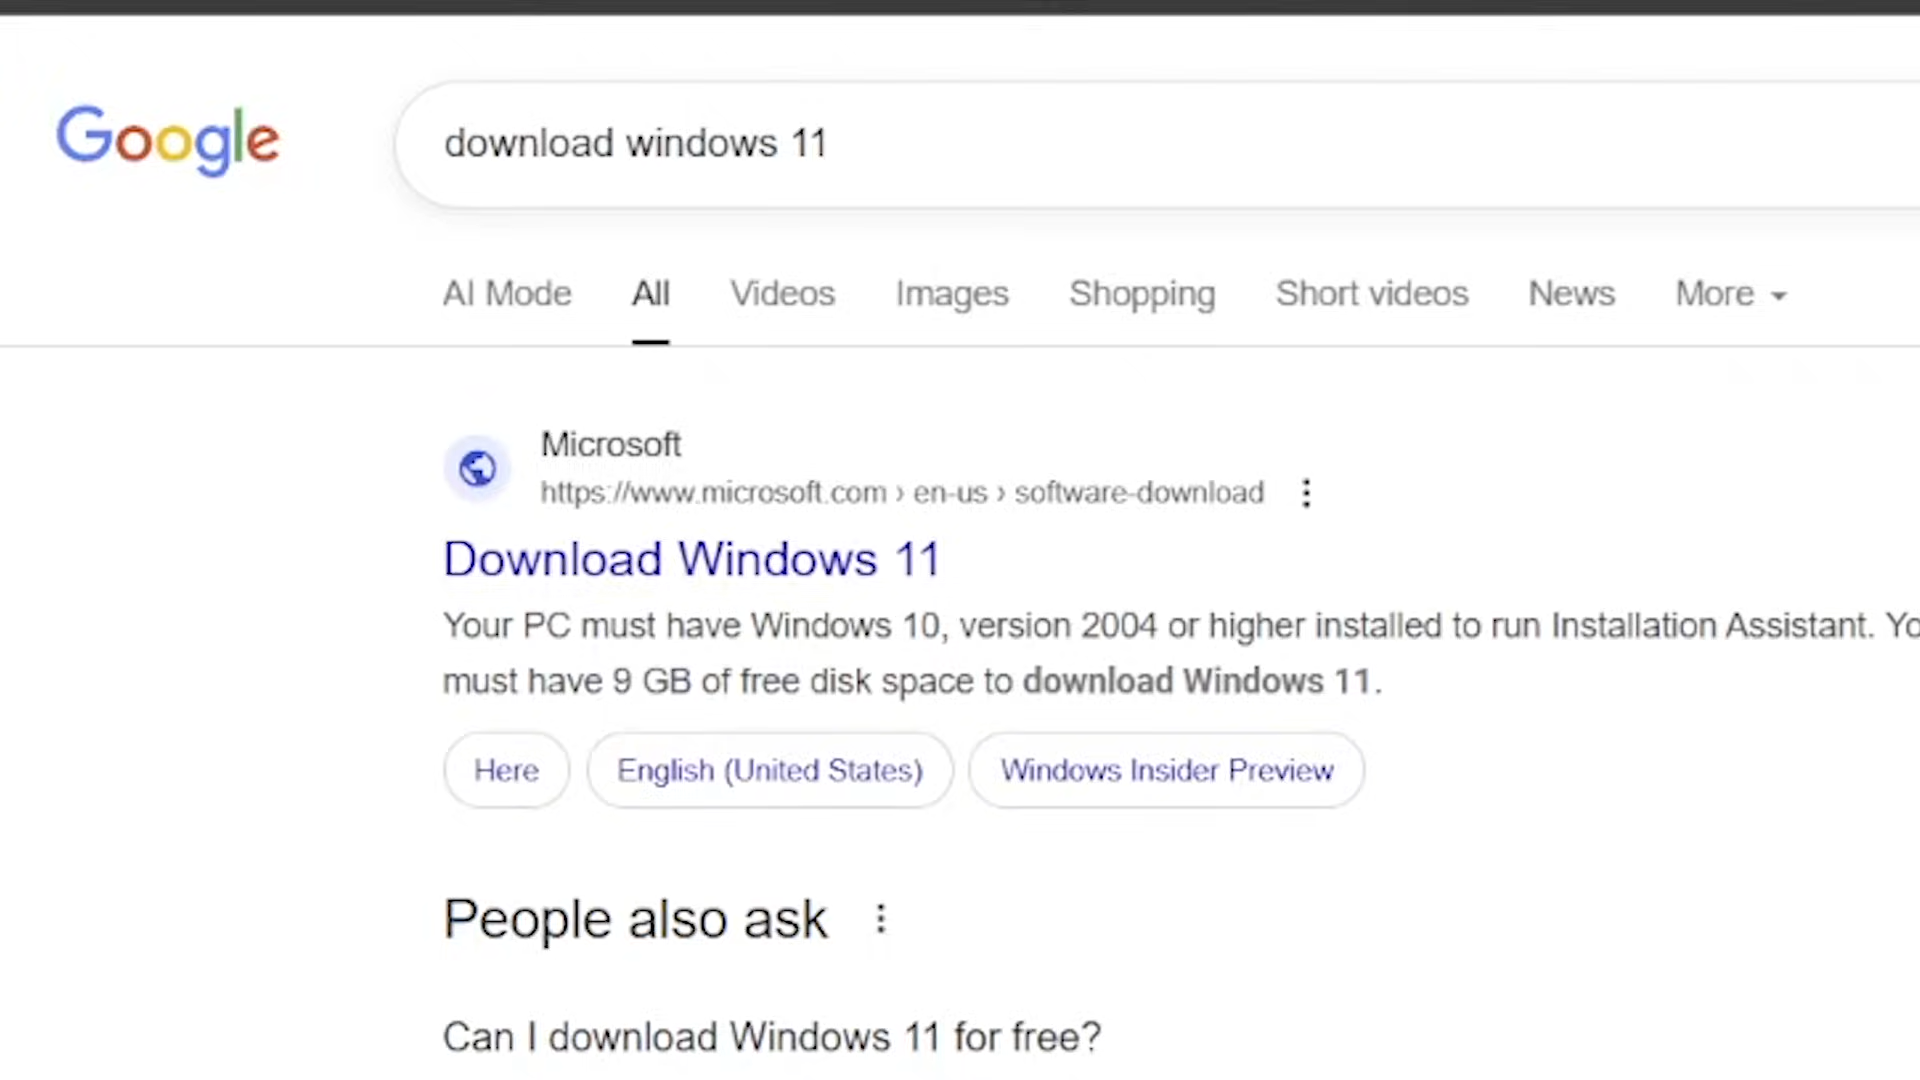 Google
download windows 11
AI Mode All Videos Images Shopping Short videos News More
Microsoft
https://www.microsoft.com › en-us › software-download
Download Windows 11
Your PC must have Windows 10, version 2004 or higher installed to run Installation Assistant. Yo
must have 9 GB of free disk space to download Windows 11.
Here English (United States) Windows Insider Preview
People also ask
Can I download Windows 11 for free?